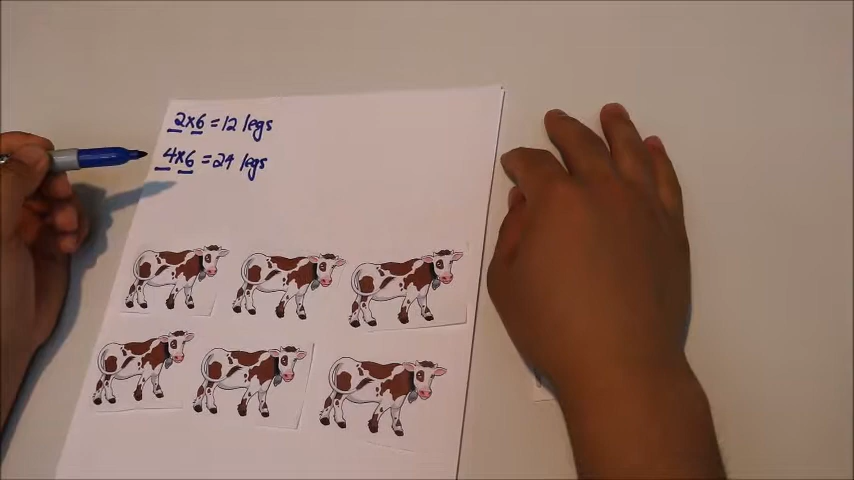 2x6 = 12 legs
4x6 = 24 legs